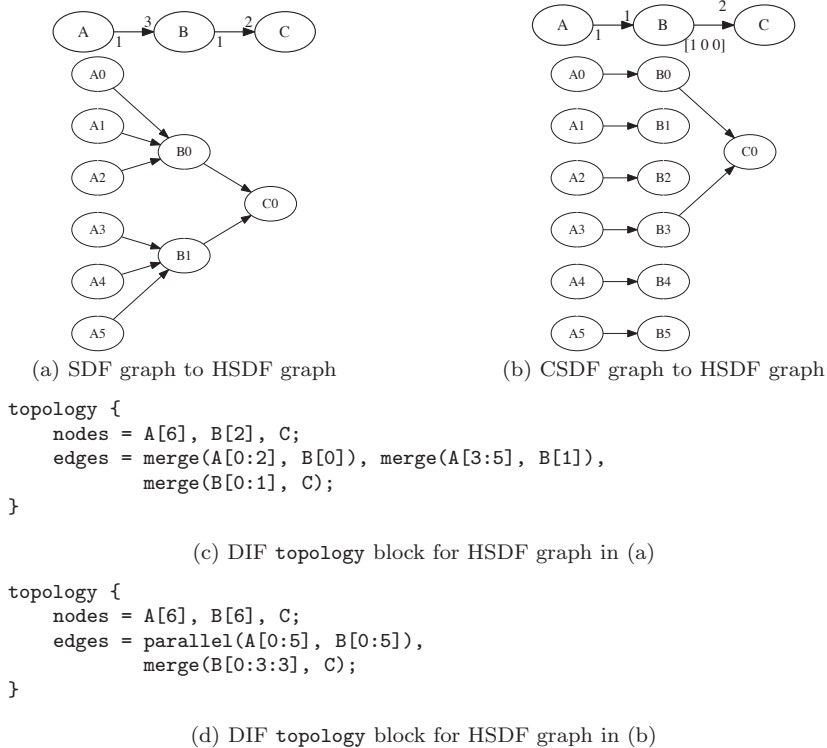 A 1 3 B 1 2 C
A0
A1
A2
A3
A4
A5
B0
B1
C0
(a) SDF graph to HSDF graph
A 1 1 B [1 0 0] 2 C
A0 B0
A1 B1
A2 B2
A3 B3
A4 B4
A5 B5
C0
(b) CSDF graph to HSDF graph
topology {
    nodes = A[6], B[2], C;
    edges = merge(A[0:2], B[0]), merge(A[3:5], B[1]),
            merge(B[0:1], C);
}
(c) DIF topology block for HSDF graph in (a)
topology {
    nodes = A[6], B[6], C;
    edges = parallel(A[0:5], B[0:5]),
            merge(B[0:3:3], C);
}
(d) DIF topology block for HSDF graph in (b)